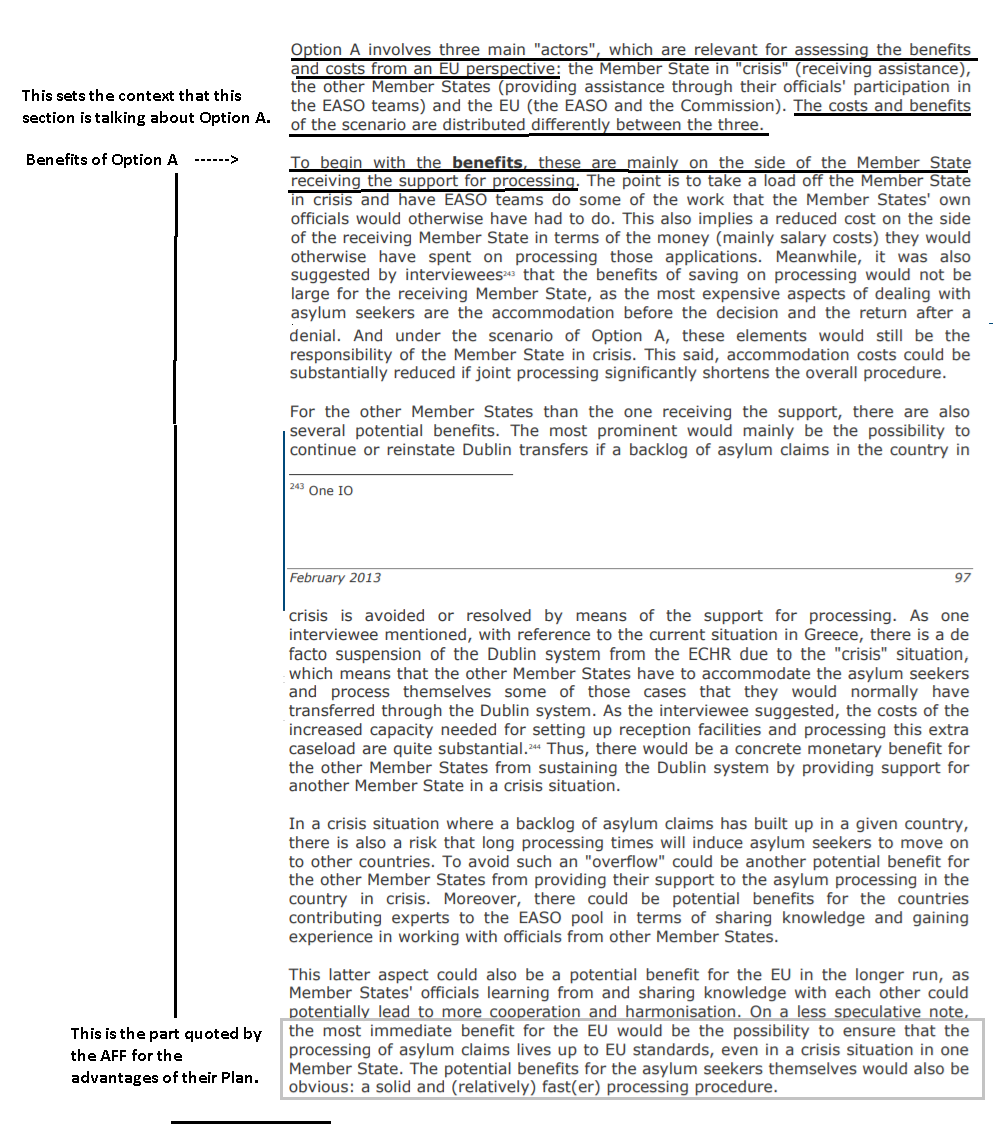 Option A involves three main "actors", which are relevant for assessing the benefits
and costs from an EU perspective: the Member State in "crisis" (receiving assistance),
the other Member States (providing assistance through their officials' participation in
the EASO teams) and the EU (the EASO and the Commission). The costs and benefits
of the scenario are distributed differently between the three.
This sets the context that this
section is talking about Option A.
Benefits of Option A ------>
To begin with the benefits, these are mainly on the side of the Member State
receiving the support for processing. The point is to take a load off the Member State
in crisis and have EASO teams do some of the work that the Member States' own
officials would otherwise have had to do. This also implies a reduced cost on the side
of the receiving Member State in terms of the money (mainly salary costs) they would
otherwise have spent on processing those applications. Meanwhile, it was also
suggested by interviewees243 that the benefits of saving on processing would not be
large for the receiving Member State, as the most expensive aspects of dealing with
asylum seekers are the accommodation before the decision and the return after a
denial. And under the scenario of Option A, these elements would still be the
responsibility of the Member State in crisis. This said, accommodation costs could be
substantially reduced if joint processing significantly shortens the overall procedure.
For the other Member States than the one receiving the support, there are also
several potential benefits. The most prominent would mainly be the possibility to
continue or reinstate Dublin transfers if a backlog of asylum claims in the country in
243 One IO
February 2013 97
crisis is avoided or resolved by means of the support for processing. As one
interviewee mentioned, with reference to the current situation in Greece, there is a de
facto suspension of the Dublin system from the ECHR due to the "crisis" situation,
which means that the other Member States have to accommodate the asylum seekers
and process themselves some of those cases that they would normally have
transferred through the Dublin system. As the interviewee suggested, the costs of the
increased capacity needed for setting up reception facilities and processing this extra
caseload are quite substantial.244 Thus, there would be a concrete monetary benefit for
the other Member States from sustaining the Dublin system by providing support for
another Member State in a crisis situation.
In a crisis situation where a backlog of asylum claims has built up in a given country,
there is also a risk that long processing times will induce asylum seekers to move on
to other countries. To avoid such an "overflow" could be another potential benefit for
the other Member States from providing their support to the asylum processing in the
country in crisis. Moreover, there could be potential benefits for the countries
contributing experts to the EASO pool in terms of sharing knowledge and gaining
experience in working with officials from other Member States.
This latter aspect could also be a potential benefit for the EU in the longer run, as
Member States' officials learning from and sharing knowledge with each other could
potentially lead to more cooperation and harmonisation. On a less speculative note,
the most immediate benefit for the EU would be the possibility to ensure that the
processing of asylum claims lives up to EU standards, even in a crisis situation in one
Member State. The potential benefits for the asylum seekers themselves would also be
obvious: a solid and (relatively) fast(er) processing procedure.
This is the part quoted by
the AFF for the
advantages of their Plan.